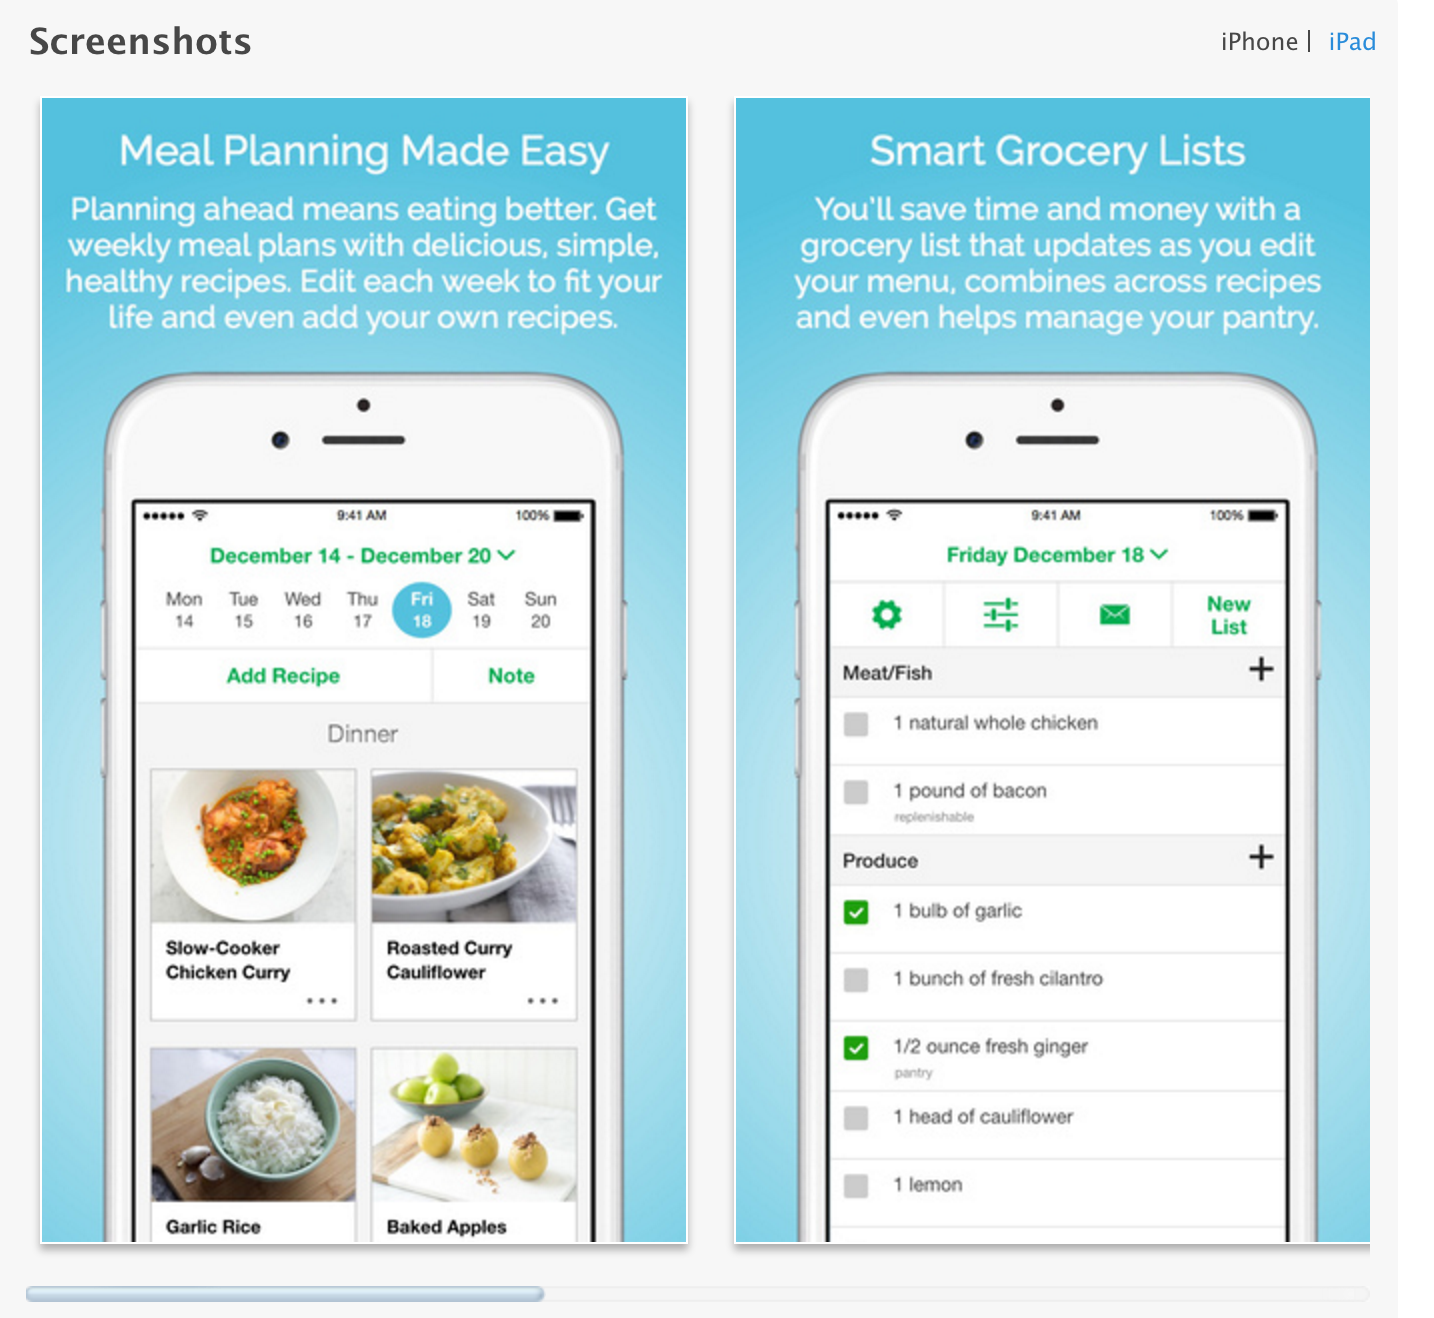 Screenshots
iPhone | iPad
Meal Planning Made Easy
Planning ahead means eating better. Get
weekly meal plans with delicious, simple,
healthy recipes. Edit each week to fit your
life and even add your own recipes.
9:41 AM
100%
December 14 - December 20
Mon Tue Wed Thu Fri Sat Sun
14 15 16 17 18 19 20
Add Recipe Note
Dinner
Slow-Cooker
Chicken Curry
Roasted Curry
Cauliflower
Garlic Rice
Baked Apples
Smart Grocery Lists
You'll save time and money with a
grocery list that updates as you edit
your menu, combines across recipes
and even helps manage your pantry.
9:41 AM
100%
Friday December 18
New
List
Meat/Fish
1 natural whole chicken
1 pound of bacon
replenishable
Produce
1 bulb of garlic
1 bunch of fresh cilantro
1/2 ounce fresh ginger
pantry
1 head of cauliflower
1 lemon